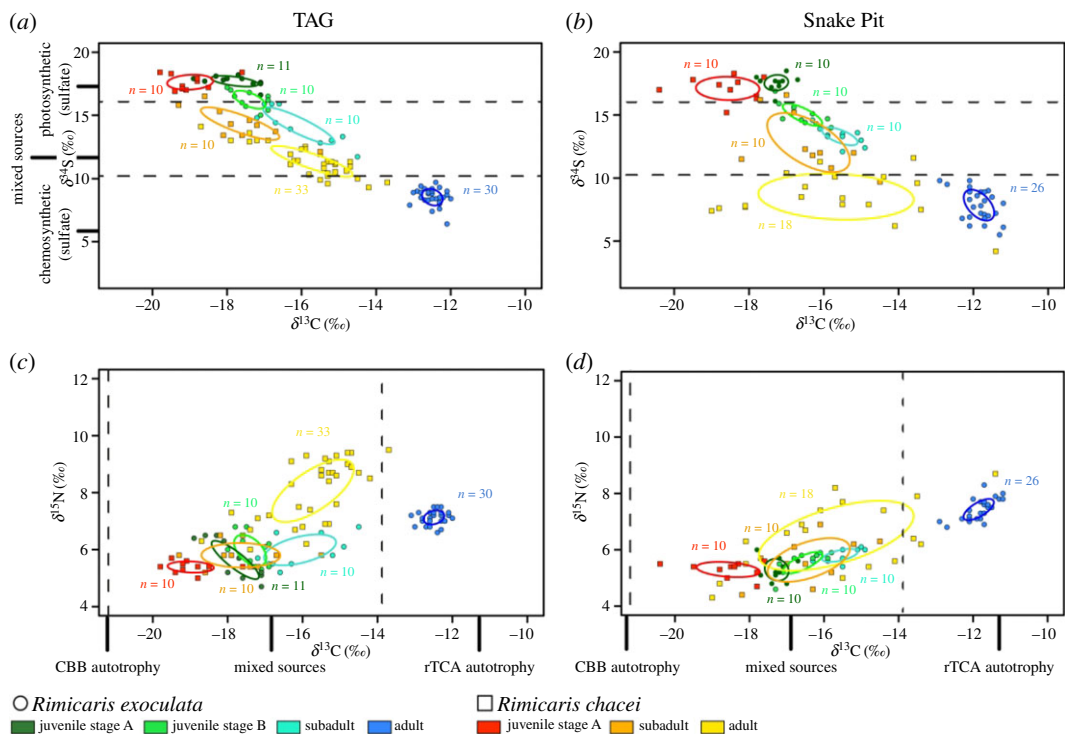 (a) TAG
(b) Snake Pit
mixed sources
chemosynthetic (sulfate)
photosynthetic (sulfate)
δ³⁴S (‰)
20
15
10
5
n = 11
n = 10
n = 10
n = 10
n = 10
n = 33
n = 30
–20 –18 –16 –14 –12 –10
δ¹³C (‰)
δ³⁴S (‰)
20
15
10
5
n = 10
n = 10
n = 10
n = 10
n = 10
n = 26
n = 18
–20 –18 –16 –14 –12 –10
δ¹³C (‰)
(c)
δ¹⁵N (‰)
12
10
8
6
4
n = 33
n = 30
n = 10
n = 10
n = 10
n = 10
n = 11
–20 –18 –16 –14 –12 –10
δ¹³C (‰)
CBB autotrophy mixed sources rTCA autotrophy
(d)
δ¹⁵N (‰)
12
10
8
6
4
n = 18
n = 26
n = 10
n = 10
n = 10
n = 10
n = 10
–20 –18 –16 –14 –12 –10
δ¹³C (‰)
CBB autotrophy mixed sources rTCA autotrophy
Rimicaris exoculata
juvenile stage A juvenile stage B subadult adult
Rimicaris chacei
juvenile stage A subadult adult